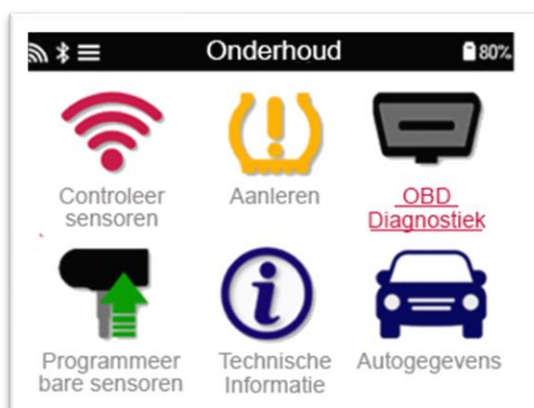 Onderhoud
80%
Controleer
sensoren
Aanleren
OBD
Diagnostiek
Programmeer
bare sensoren
Technische
Informatie
Autogegevens